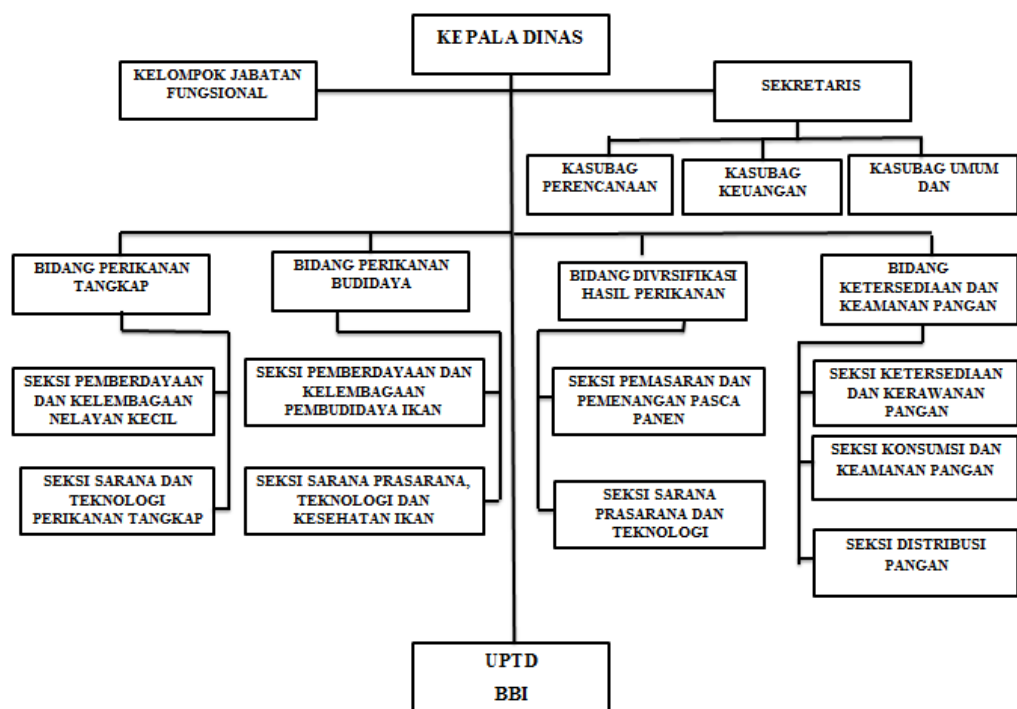 KEPALA DINAS
KELOMPOK JABATAN
FUNGSIONAL
SEKRETARIS
KASUBAG
PERENCANAAN
KASUBAG
KEUANGAN
KASUBAG UMUM
DAN
BIDANG PERIKANAN
TANGKAP
BIDANG PERIKANAN
BUDIDAYA
BIDANG DIVRSIFIKASI
HASIL PERIKANAN
BIDANG
KETERSEDIAAN DAN
KEAMANAN PANGAN
SEKSI PEMBERDAYAAN
DAN KELEMBAGAAN
NELAYAN KECIL
SEKSI PEMBERDAYAAN DAN
KELEMBAGAAN
PEMBUDIDAYA IKAN
SEKSI PEMASARAN DAN
PEMENANGAN PASCA
PANEN
SEKSI KETERSEDIAAN
DAN KERAWANAN
PANGAN
SEKSI KONSUMSI DAN
KEAMANAN PANGAN
SEKSI SARANA DAN
TEKNOLOGI
PERIKANAN TANGKAP
SEKSI SARANA PRASARANA,
TEKNOLOGI DAN
KESEHATAN IKAN
SEKSI SARANA
PRASARANA DAN
TEKNOLOGI
SEKSI DISTRIBUSI
PANGAN
UPTD
BBI